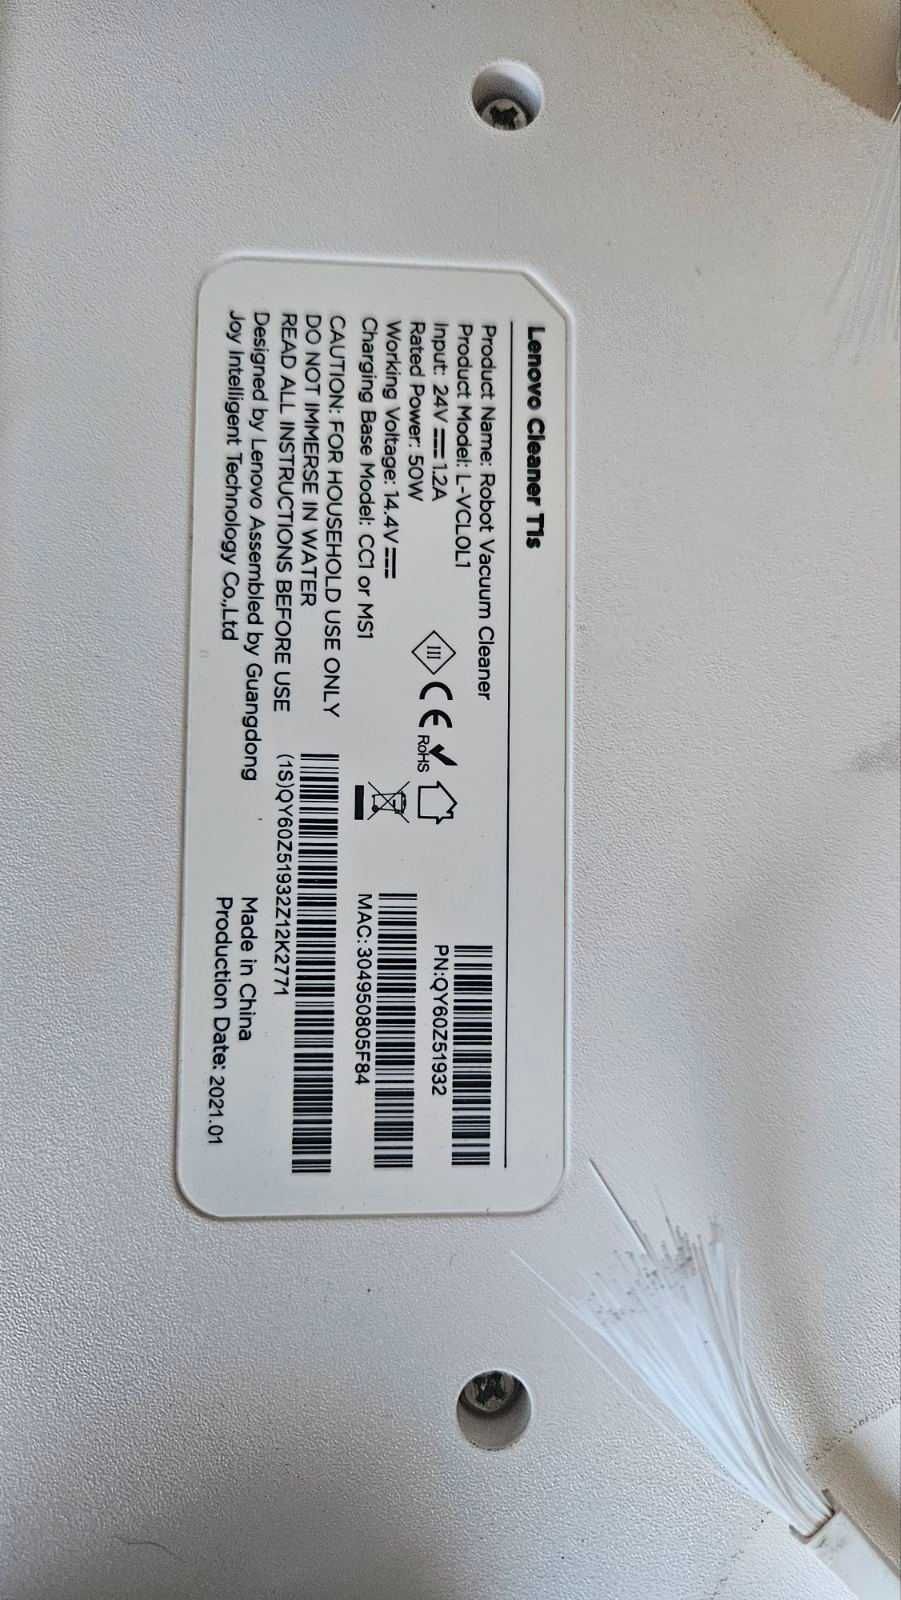 Lenovo Cleaner T1s
Product Name: Robot Vacuum Cleaner
Product Model: L-VCL0L1
Input: 24V ⎓ 1.2A
Rated Power: 50W
Working Voltage: 14.4V ⎓
Charging Base Model: CC1 or MS1
CAUTION: FOR HOUSEHOLD USE ONLY
DO NOT IMMERSE IN WATER
READ ALL INSTRUCTIONS BEFORE USE
Designed by Lenovo Assembled by Guangdong
Joy Intelligent Technology Co.,Ltd
III
CE
RoHS
PN:QY60Z51932
MAC: 304950805F84
(1S)QY60Z51932Z12K2771
Made in China
Production Date: 2021.01